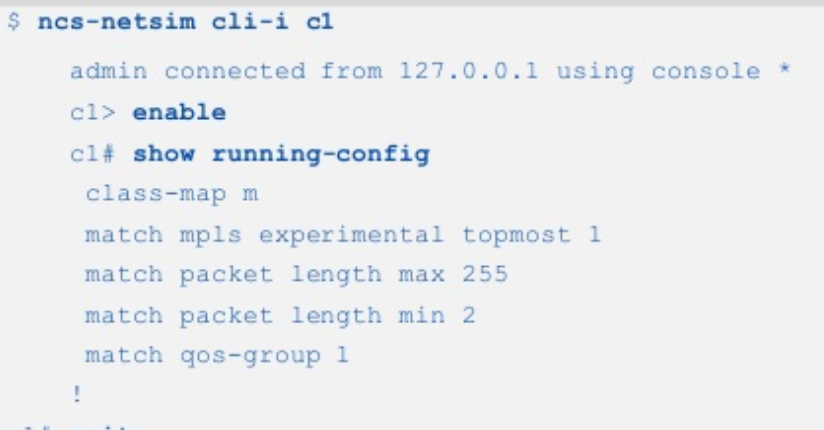 $ ncs-netsim cli-i c1
admin connected from 127.0.0.1 using console *
c1> enable
c1# show running-config
class-map m
match mpls experimental topmost 1
match packet length max 255
match packet length min 2
match qos-group 1
!